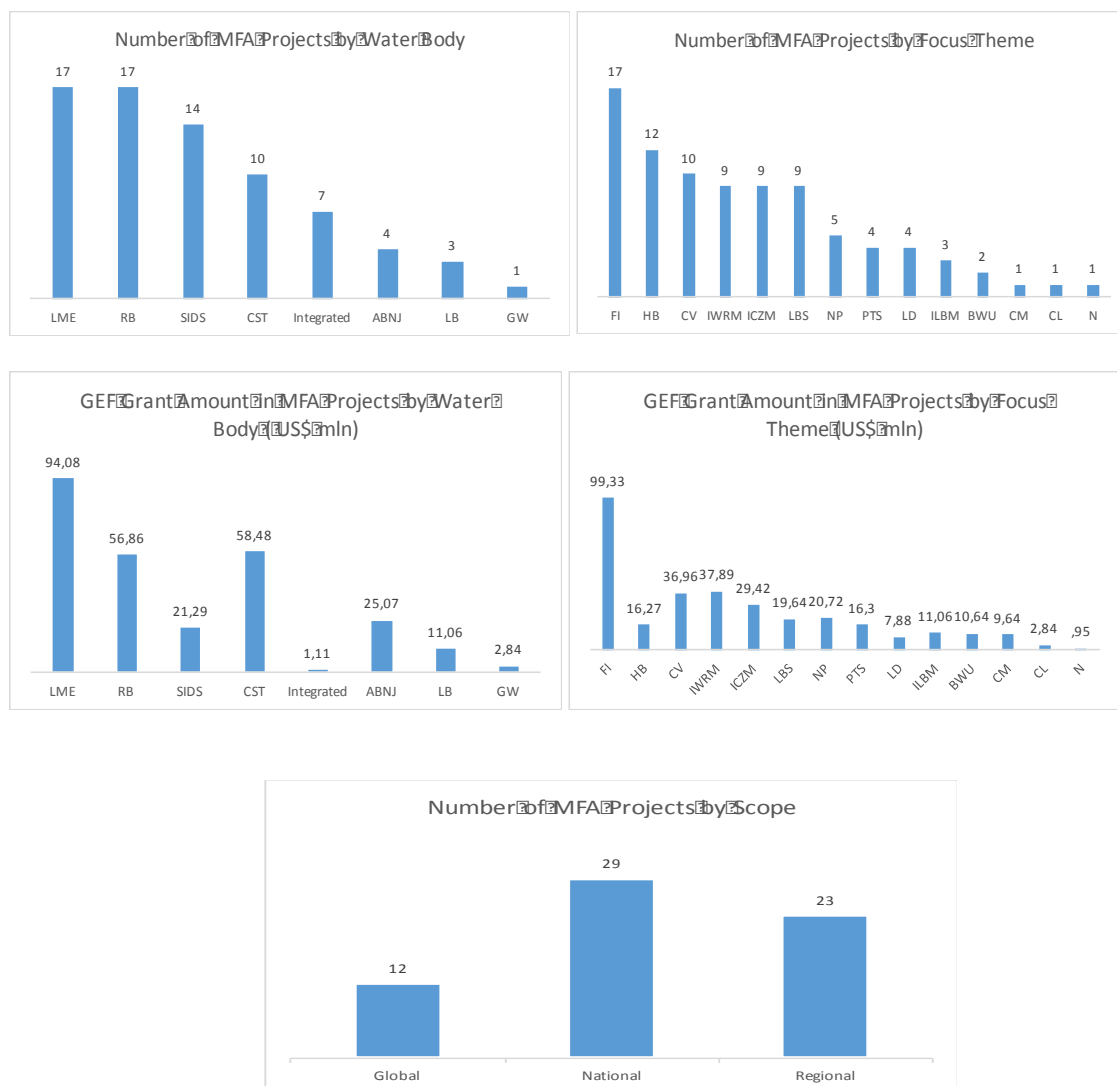 Number⍰of⍰MFA⍰Projects⍰by⍰Water⍰Body
17 17 14 10 7 4 3 1
LME RB SIDS CST Integrated ABNJ LB GW
Number⍰of⍰MFA⍰Projects⍰by⍰Focus⍰Theme
17 12 10 9 9 9 5 4 4 3 2 1 1 1
FI HB CV IWRM ICZM LBS NP PTS LD ILBM BWU CM CL N
GEF⍰Grant⍰Amount⍰in⍰MFA⍰Projects⍰by⍰Water⍰
Body⍰(⍰US$⍰mln)
94,08 56,86 21,29 58,48 1,11 25,07 11,06 2,84
LME RB SIDS CST Integrated ABNJ LB GW
GEF⍰Grant⍰Amount⍰in⍰MFA⍰Projects⍰by⍰Focus⍰
Theme⍰(US$⍰mln)
99,33 16,27 36,96 37,89 29,42 19,64 20,72 16,3 7,88 11,06 10,64 9,64 2,84 ,95
FI HB CV IWRM ICZM LBS NP PTS LD ILBM BWU CM CL N
Number⍰of⍰MFA⍰Projects⍰by⍰Scope
12 29 23
Global National Regional